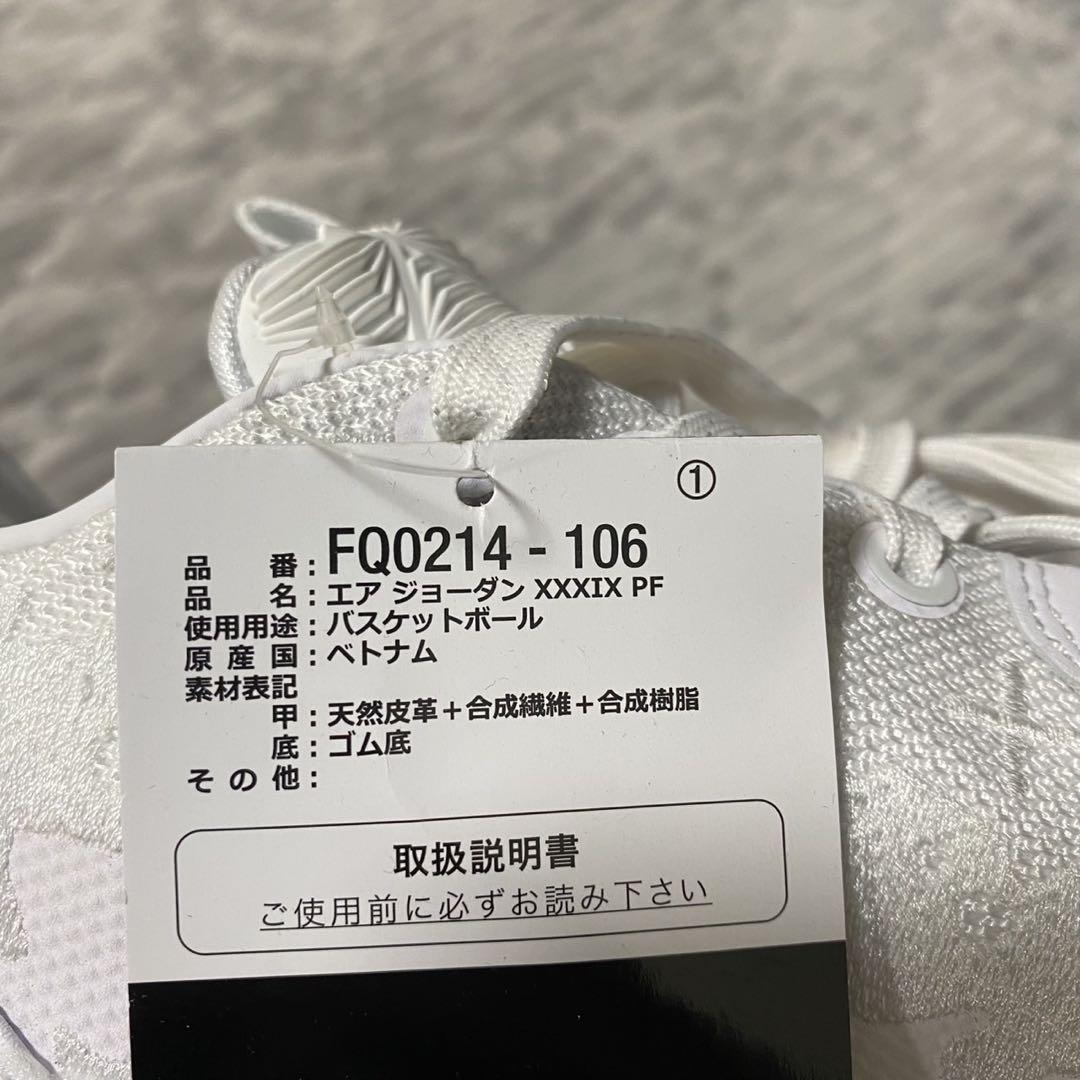 ①
品番：FQ0214 - 106
品名：エア ジョーダン XXXIX PF
使用用途：バスケットボール
原産国：ベトナム
素材表記
甲：天然皮革＋合成繊維＋合成樹脂
底：ゴム底
その他：
取扱説明書
ご使用前に必ずお読み下さい